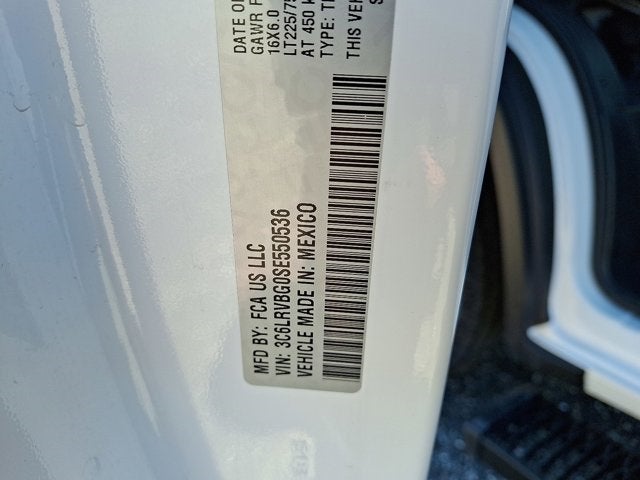 MFD BY: FCA US LLC
VIN: 3C6LRVBG0SE550536
VEHICLE MADE IN: MEXICO
DATE O
GAWR F
16X6.0
LT225/75
AT 450 k
TYPE: T
THIS VE
S